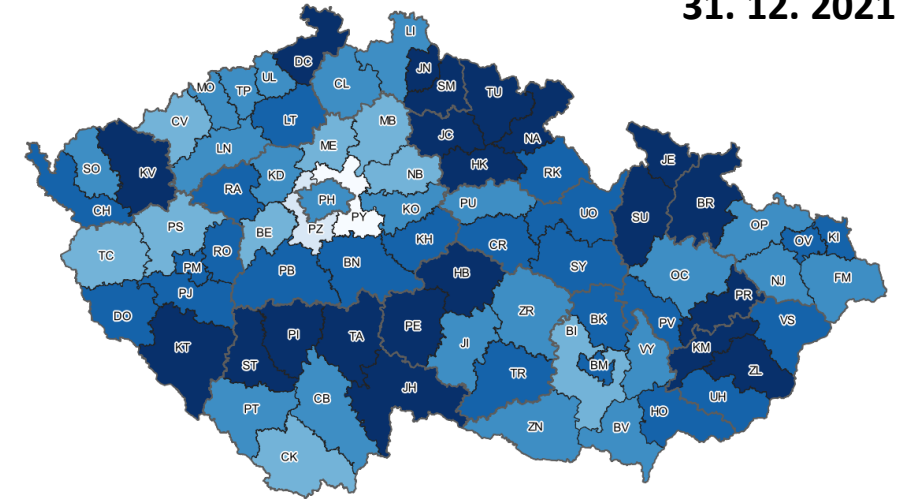 31. 12. 2021
LI
DC
JN
UL
MO
TP
CL
SM
TU
CV
LT
MB
JC
NA
ME
LN
JE
HK
SO
KV
KD
NB
RK
RA
PH
BR
PU
KO
CH
UO
SU
PY
OP
PS
BE
PZ
KH
OV
KI
CR
RO
TC
PM
BN
SY
PB
HB
OC
NJ
FM
PJ
PR
ZR
DO
BK
PV
VS
PE
BI
PI
TA
JI
KT
KM
VY
ST
BM
ZL
TR
JH
CB
UH
PT
HO
ZN
BV
CK